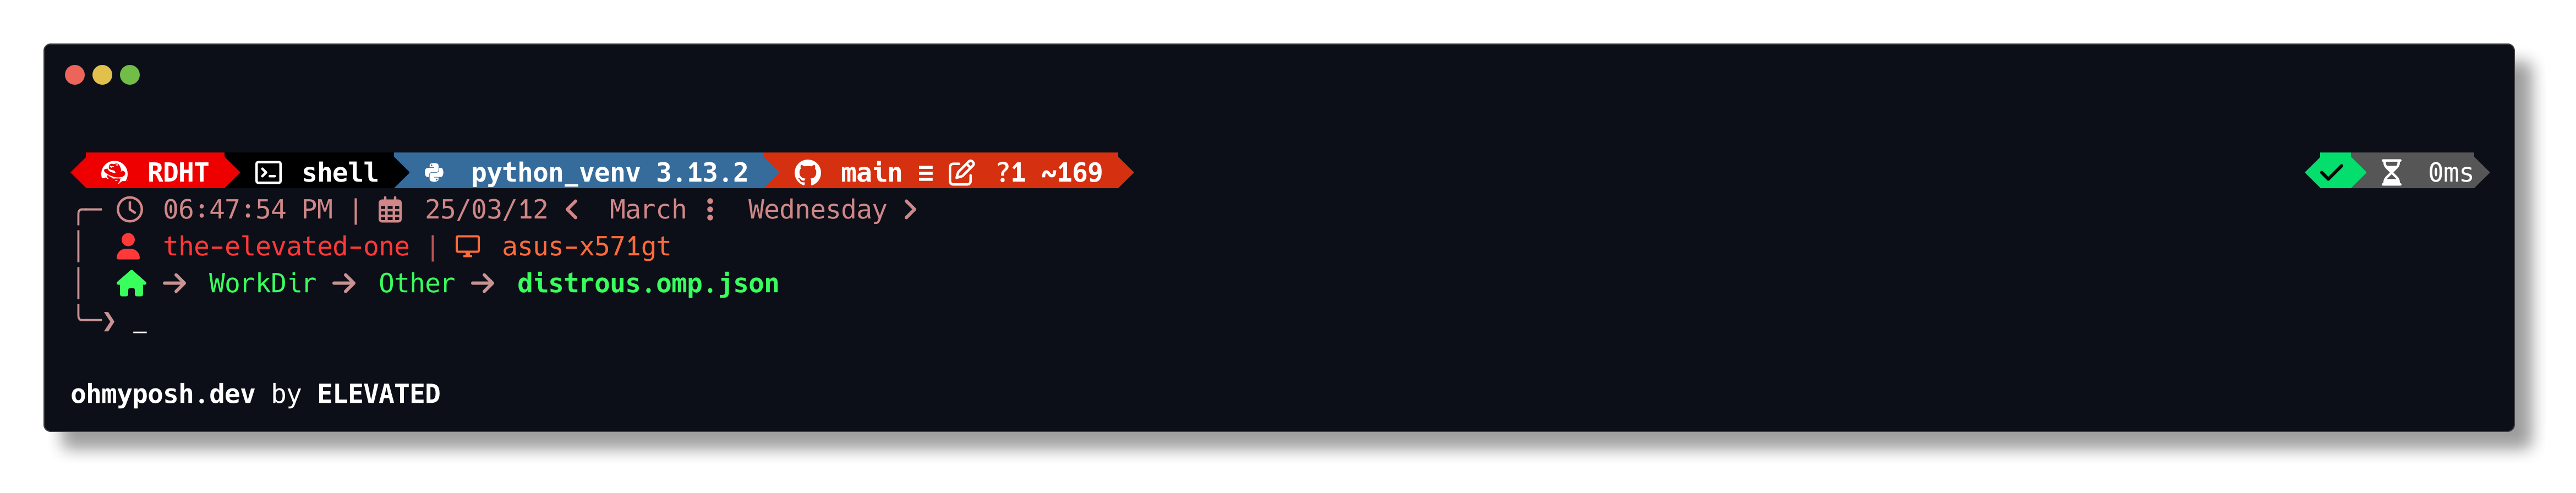 RDHT shell python_venv 3.13.2 main ≡ ?1 ~169 0ms
06:47:54 PM | 25/03/12 < March ⋮ Wednesday >
the-elevated-one | asus-x571gt
→ WorkDir → Other → distrous.omp.json
❯ _
ohmyposh.dev by ELEVATED